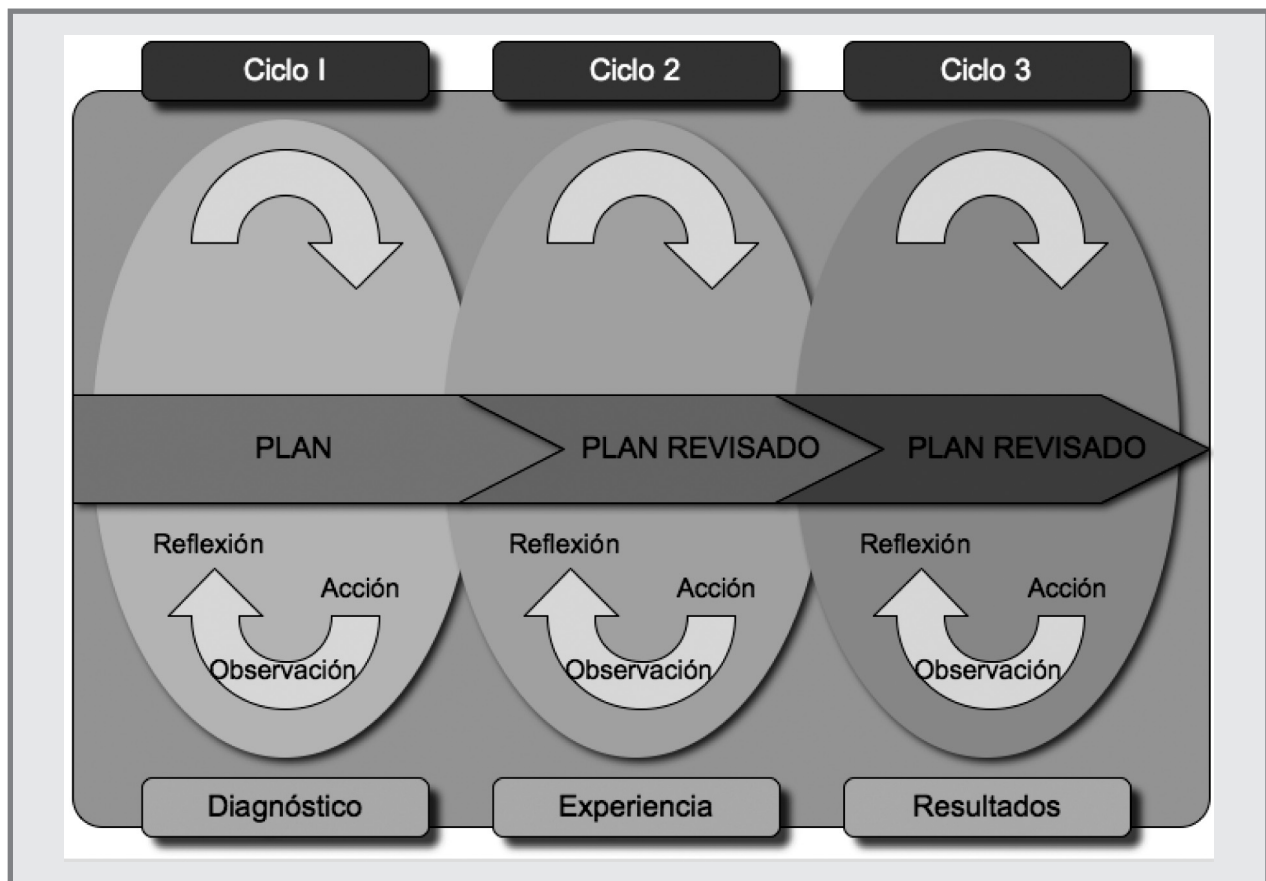 Ciclo I
Ciclo 2
Ciclo 3
PLAN
PLAN REVISADO
PLAN REVISADO
Reflexión
Acción
Observación
Reflexión
Acción
Observación
Reflexión
Acción
Observación
Diagnóstico
Experiencia
Resultados